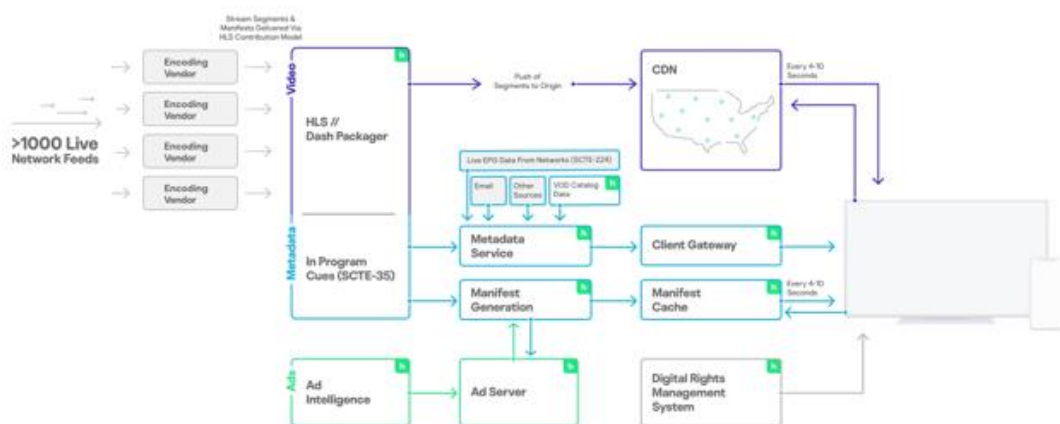 Stream Segments &
Manifests Delivered Via
HLS Contribution Model
>1000 Live
Network Feeds
Encoding
Vendor
Encoding
Vendor
Encoding
Vendor
Encoding
Vendor
Video
HLS //
Dash Packager
Metadata
In Program
Cues (SCTE-35)
Push of
Segments to Origin
CDN
Every 4-10
Seconds
Live EPG Data From Networks (SCTE-224)
Email
Other
Sources
VOD Catalog
Data
Metadata
Service
h
Client Gateway
h
Manifest
Generation
h
Manifest
Cache
h
Every 4-10
Seconds
Ads
Ad
Intelligence
h
Ad Server
h
Digital Rights
Management
System
h